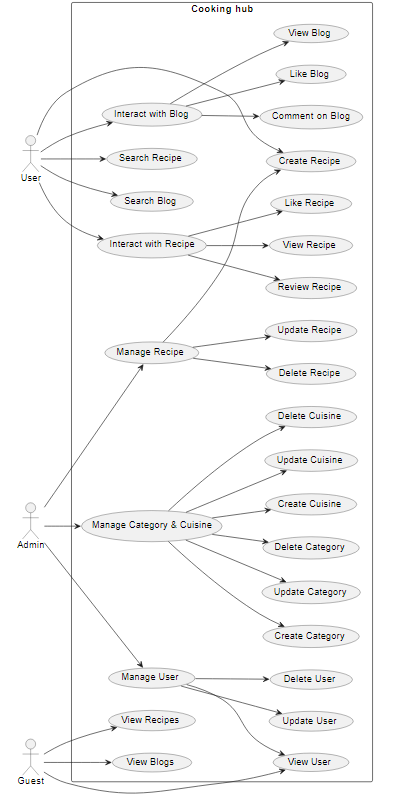 Cooking hub
View Blog
Like Blog
Interact with Blog
Comment on Blog
Search Recipe
Create Recipe
User
Search Blog
Like Recipe
Interact with Recipe
View Recipe
Review Recipe
Update Recipe
Manage Recipe
Delete Recipe
Delete Cuisine
Update Cuisine
Create Cuisine
Manage Category & Cuisine
Admin
Delete Category
Update Category
Create Category
Manage User
Delete User
View Recipes
Update User
View Blogs
View User
Guest